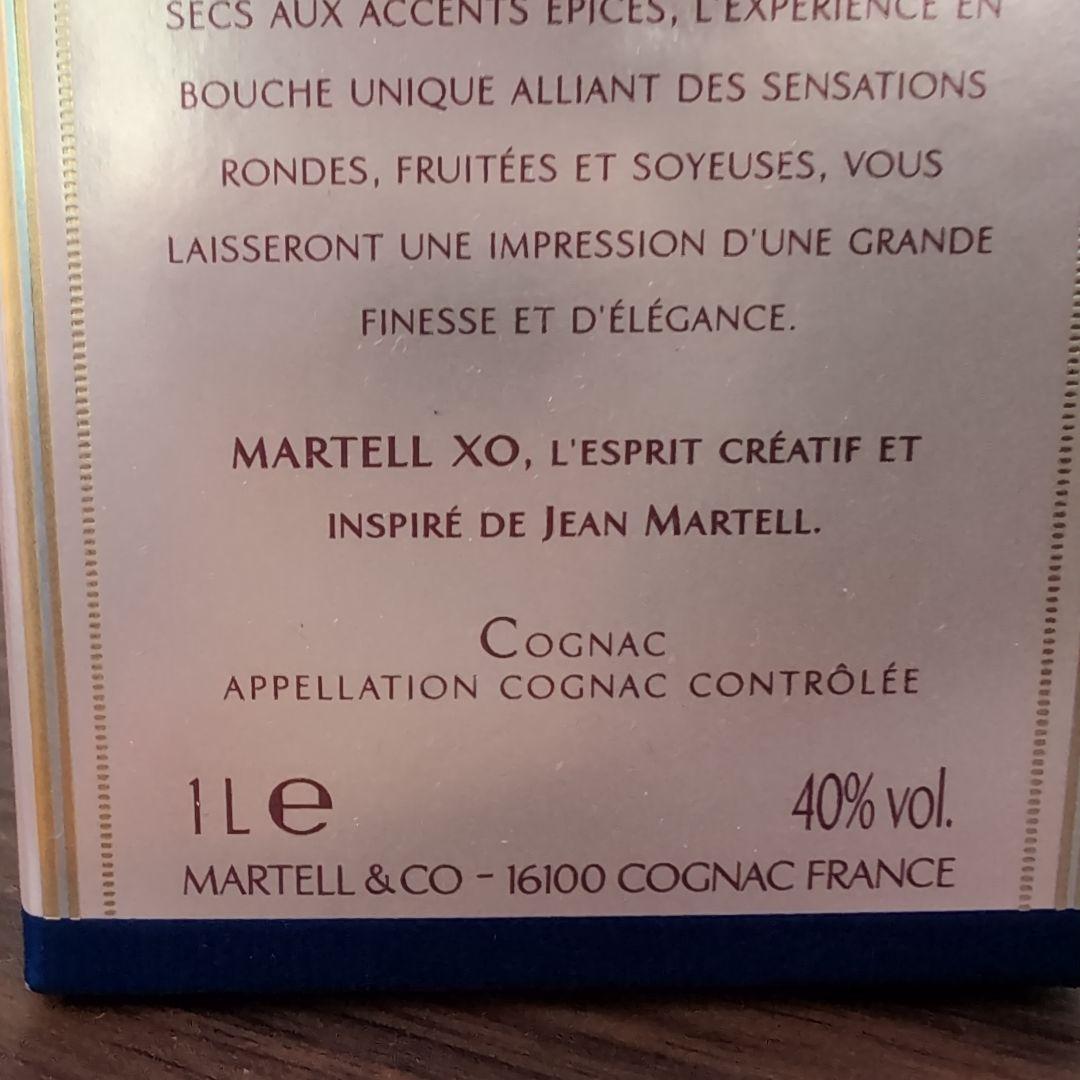 SECS AUX ACCENTS ÉPICÉS, L'EXPÉRIENCE EN
BOUCHE UNIQUE ALLIANT DES SENSATIONS
RONDES, FRUITÉES ET SOYEUSES, VOUS
LAISSERONT UNE IMPRESSION D'UNE GRANDE
FINESSE ET D'ÉLÉGANCE.
MARTELL XO, L'ESPRIT CRÉATIF ET
INSPIRÉ DE JEAN MARTELL.
COGNAC
APPELLATION COGNAC CONTRÔLÉE
1 L e 40% vol.
MARTELL & CO - 16100 COGNAC FRANCE